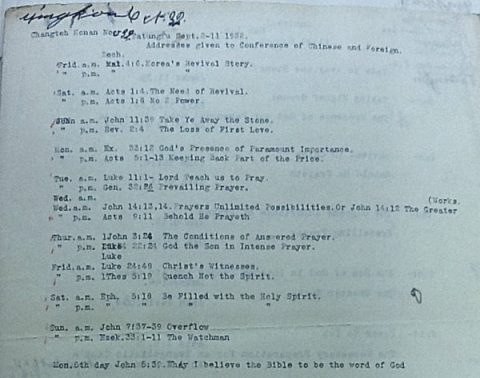 Oct. 22.
Changteh Honan Nov Tatungfu Sept. 2-11 1932.
Addresses given to Conference of Chinese and Foreign.
Zech.
Frid. a.m. Mal. 4:6. Korea's Revival Story.
" p.m. " "
Sat. a.m. Acts 1:4. The Need of Revival.
" p.m. Acts 1:8 No 2 Power.
SUN. a.m. John 11:39 Take Ye Away the Stone.
" p.m. Rev. 2:4 The Loss of First Love.
Mon. a.m. Ex. 33:12 God's Presence of Paramount Importance.
" p.m. Acts 5:1-13 Keeping Back Part of the Price.
Tue. a.m. Luke 11:1- Lord Teach us to Pray.
" p.m. Gen. 32:26 Prevailing Prayer.
Wed. a.m. (Works.
Wed.a.m. John 14:13,14. Prayers Unlimited Possibilities. Or John 14:12 The Greater
" p.m. Acts 9:11 Behold He Prayeth
Thur. a.m. 1John 3:24 The Conditions of Answered Prayer.
" p.m. Luke 22:24 God the Son in Intense Prayer.
Luke
Frid. a.m. Luke 24:48 Christ's Witnesses.
" p.m. 1Thes 5:19 Quench Not the Spirit.
Sat. a.m. Eph. 5:18 Be Filled with the Holy Spirit.
" p.m. " " " "
Sun. a.m. John 7:37-39 Overflow
" p.m. Ezek. 33:1-11 The Watchman
Mon. 8th day John 5:39. Why I believe the Bible to be the word of God